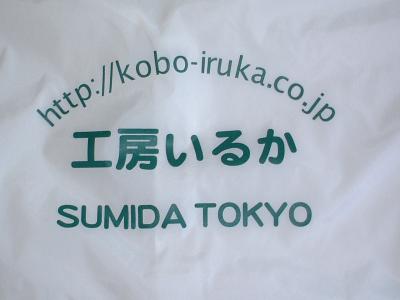 http://kobo-iruka.co.jp
工房いるか
SUMIDA TOKYO